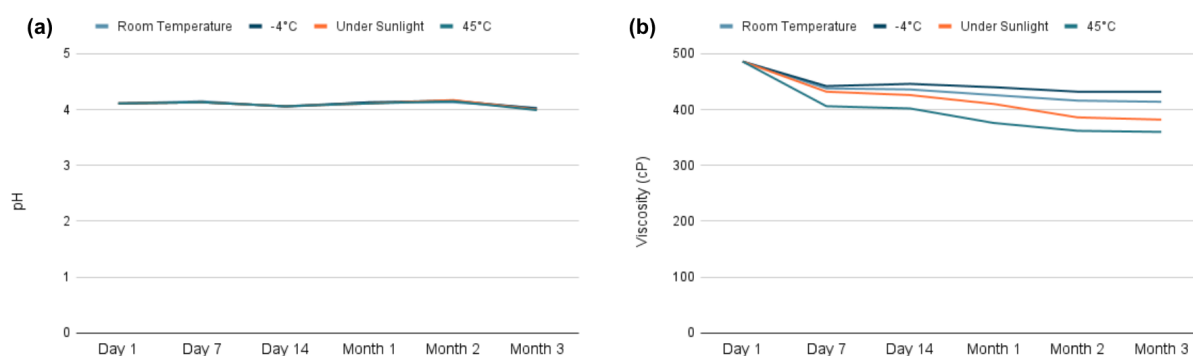 (a)
Room Temperature -4°C Under Sunlight 45°C
5
4
3
2
1
0
pH
Day 1 Day 7 Day 14 Month 1 Month 2 Month 3
(b)
Room Temperature -4°C Under Sunlight 45°C
500
400
300
200
100
0
Viscosity (cP)
Day 1 Day 7 Day 14 Month 1 Month 2 Month 3